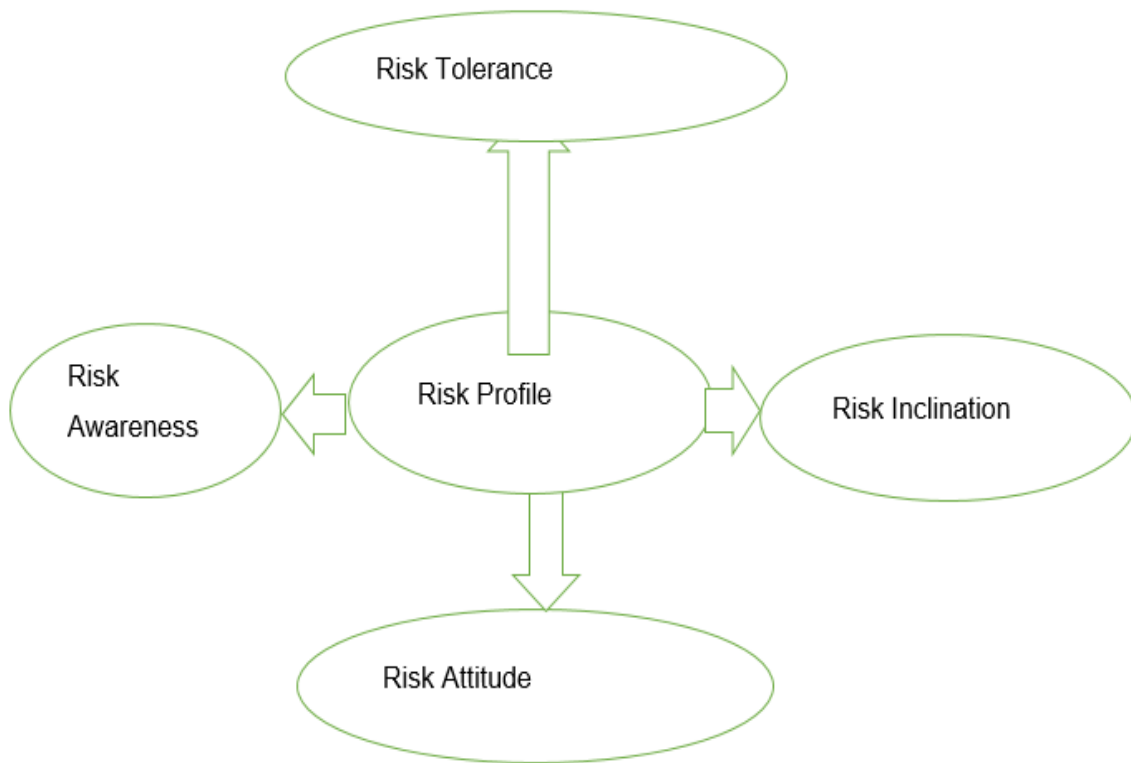 Risk Tolerance
Risk
Awareness
Risk Profile
Risk Inclination
Risk Attitude